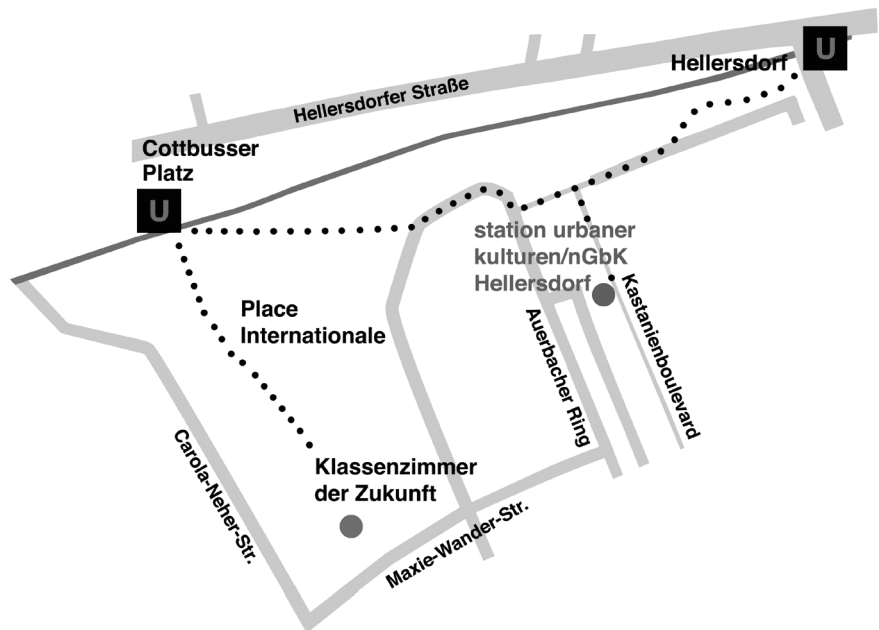 U
Hellersdorf
Hellersdorfer Straße
Cottbusser
Platz
U
station urbaner
kulturen/nGbK
Hellersdorf
Kastanienboulevard
Place
Internationale
Auerbacher Ring
Carola-Neher-Str.
Klassenzimmer
der Zukunft
Maxie-Wander-Str.